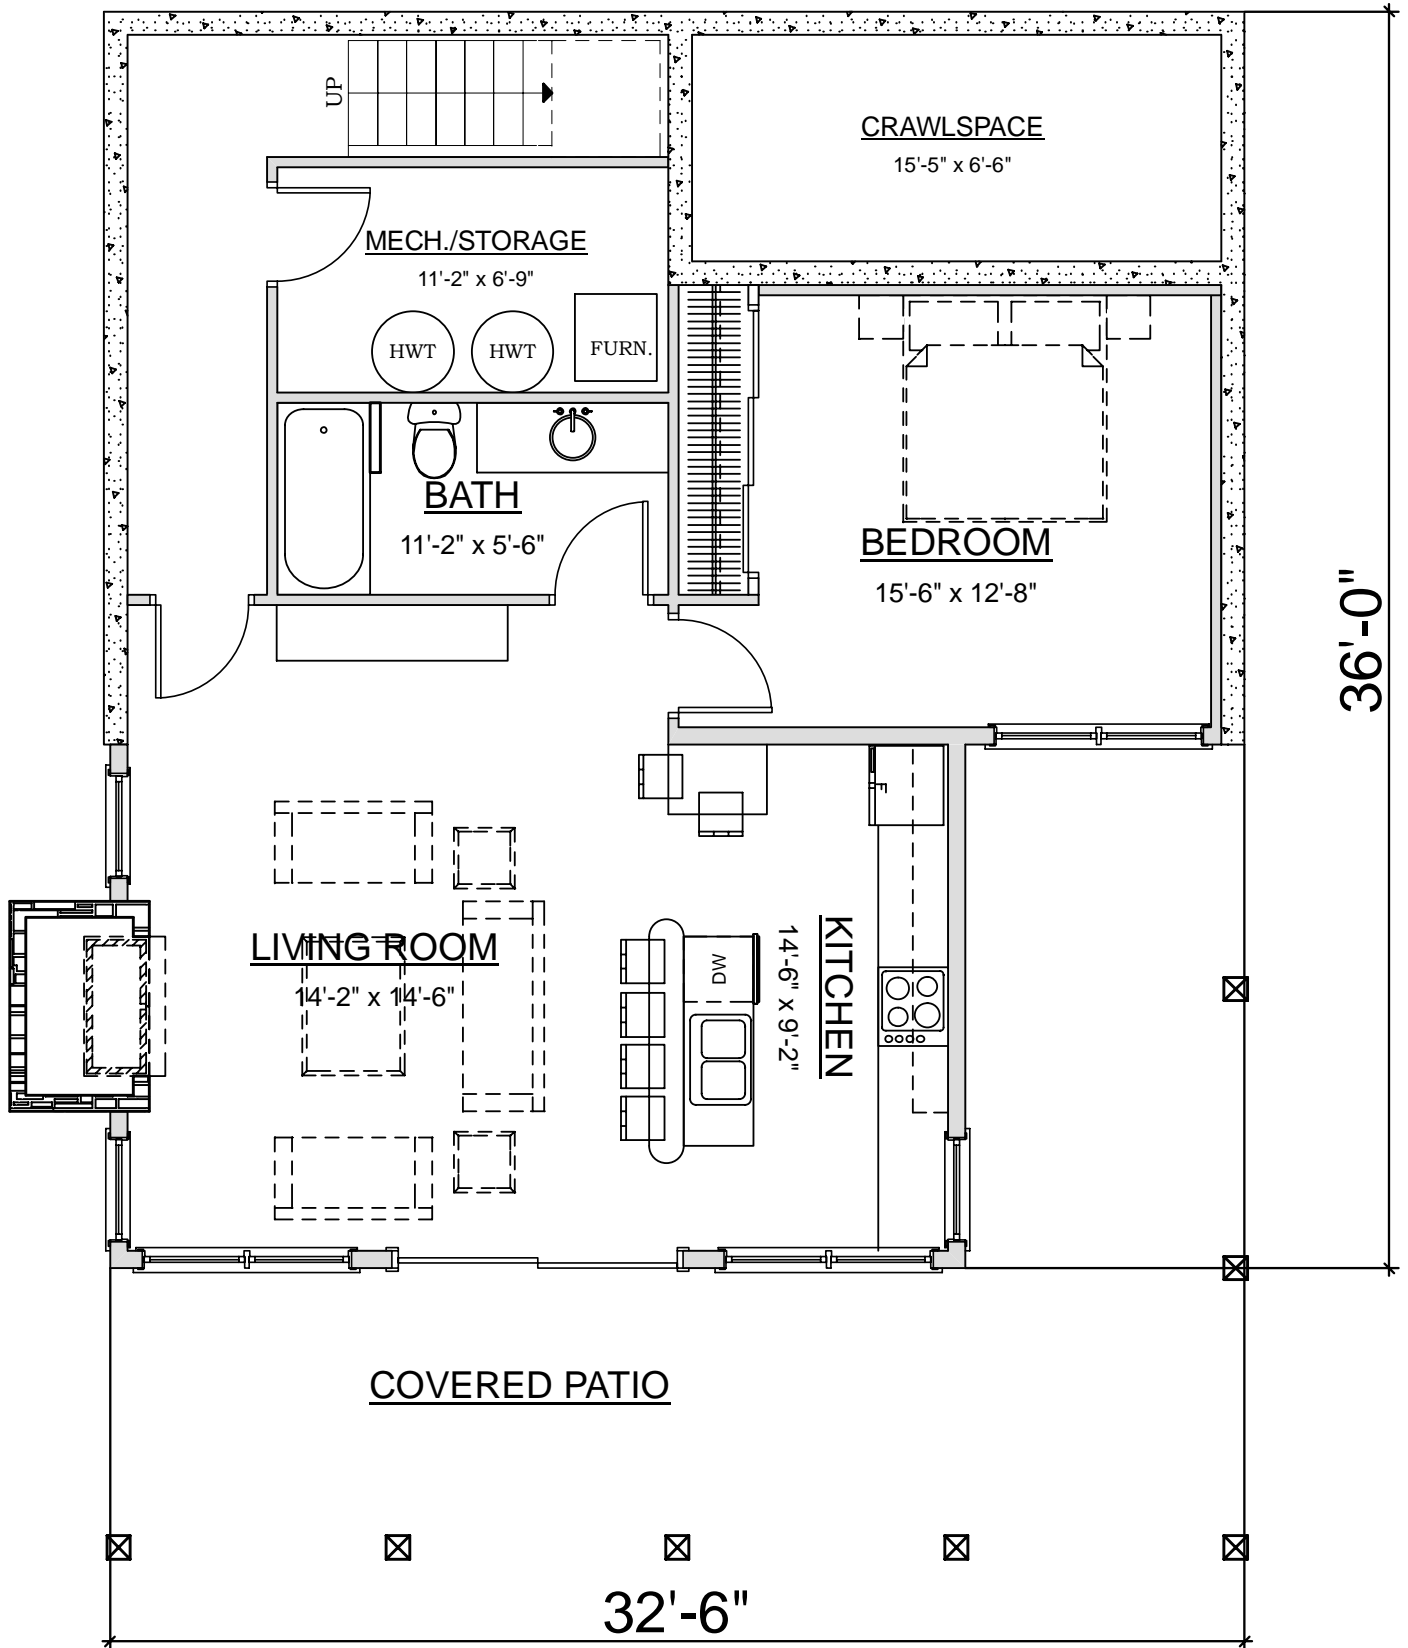 UP
CRAWLSPACE
15'-5" x 6'-6"
MECH./STORAGE
11'-2" x 6'-9"
HWT
HWT
FURN.
BATH
11'-2" x 5'-6"
BEDROOM
15'-6" x 12'-8"
36'-0"
LIVING ROOM
14'-2" x 14'-6"
DW
KITCHEN
14'-6" x 9'-2"
COVERED PATIO
32'-6"